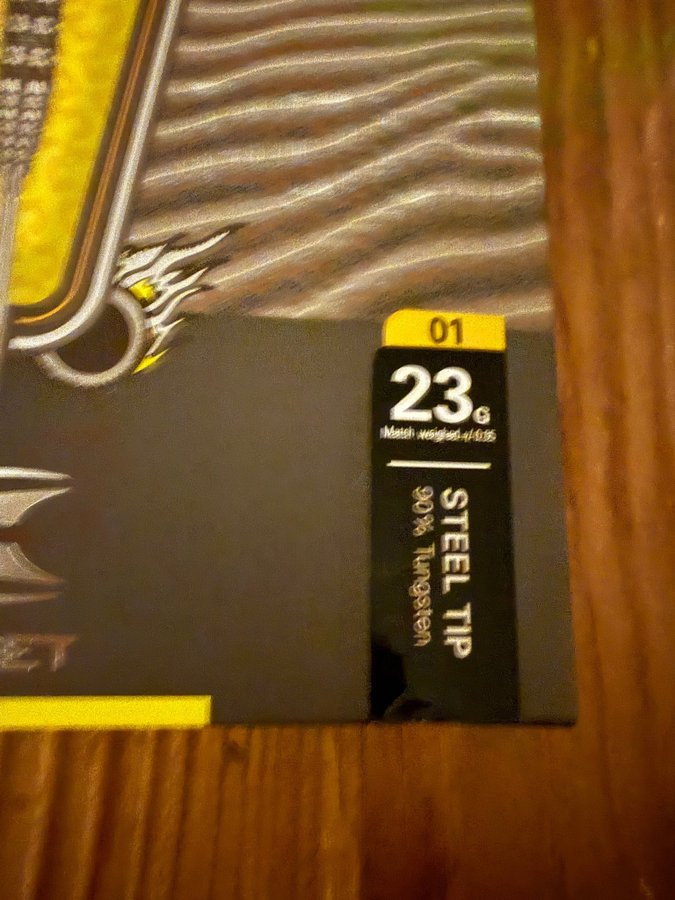 01
23G
Match weighed +/-0.05
STEEL TIP
90% Tungsten